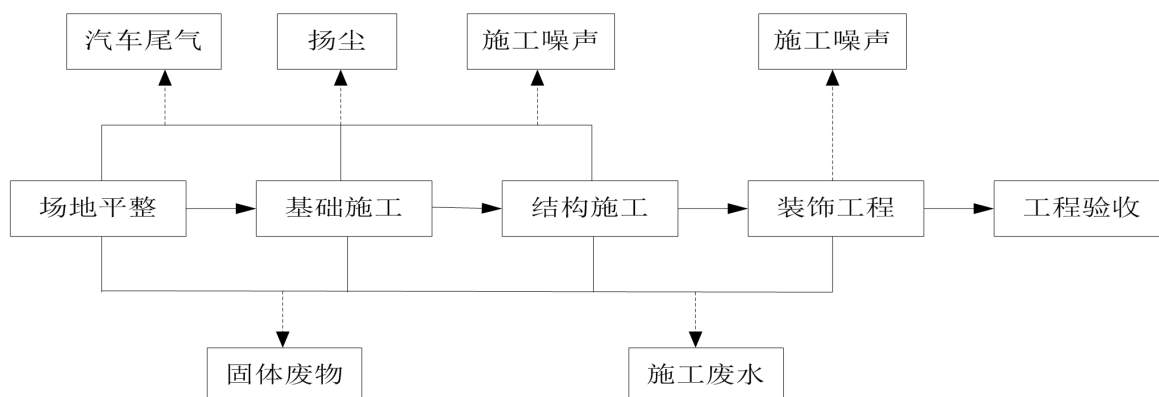 汽车尾气
扬尘
施工噪声
施工噪声
场地平整
基础施工
结构施工
装饰工程
工程验收
固体废物
施工废水